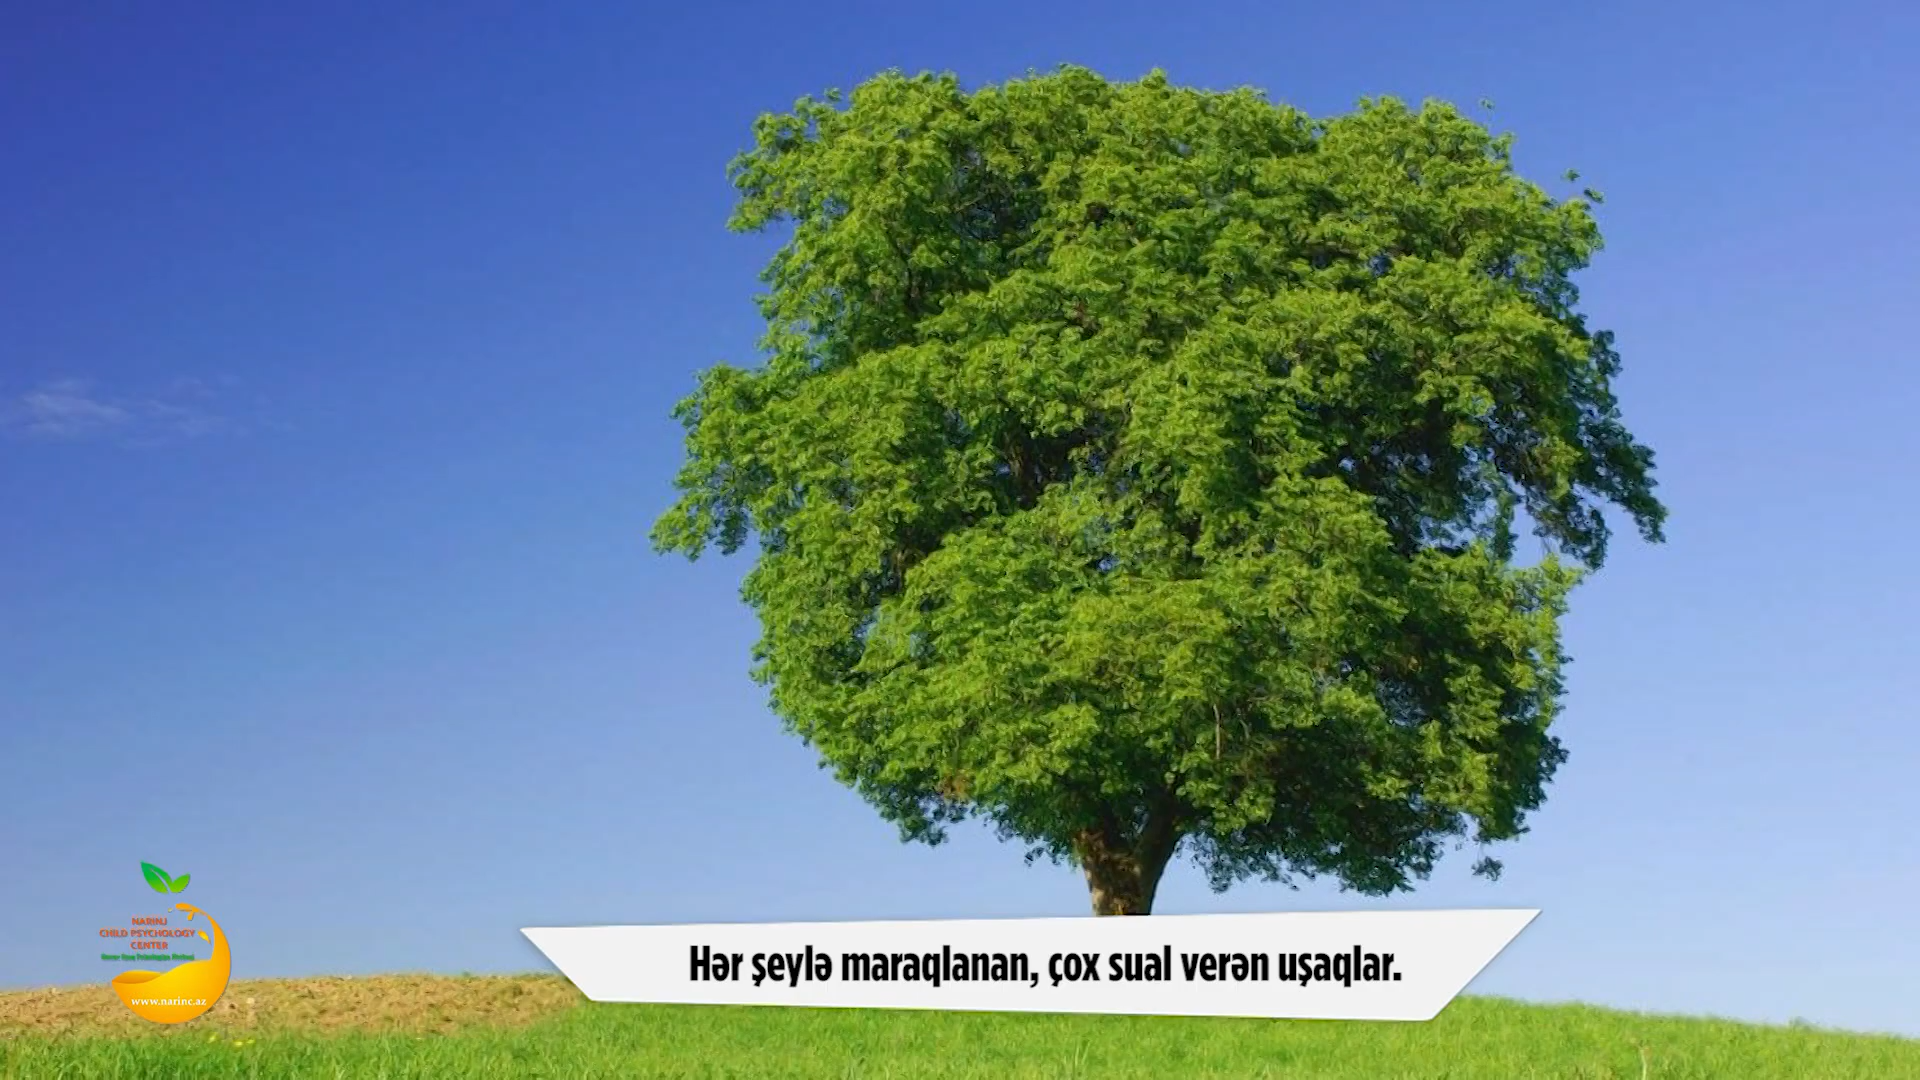 NARINJ
CHILD PSYCHOLOGY
CENTER
www.narinc.az
Hər şeylə maraqlanan, çox sual verən uşaqlar.